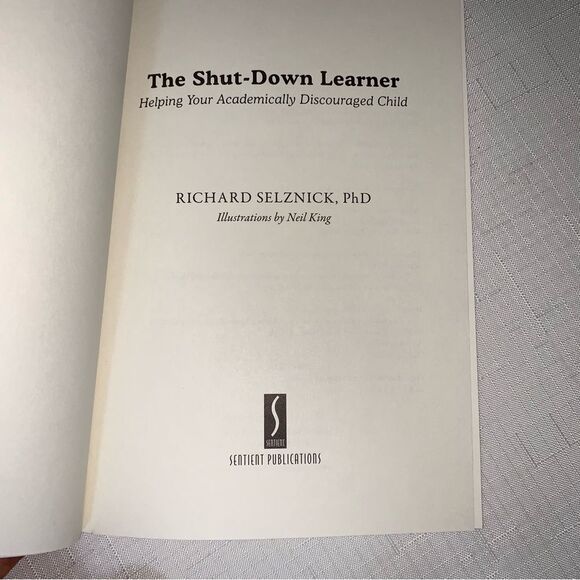 The Shut-Down Learner
Helping Your Academically Discouraged Child
RICHARD SELZNICK, PhD
Illustrations by Neil King
S
SENTIENT
SENTIENT PUBLICATIONS